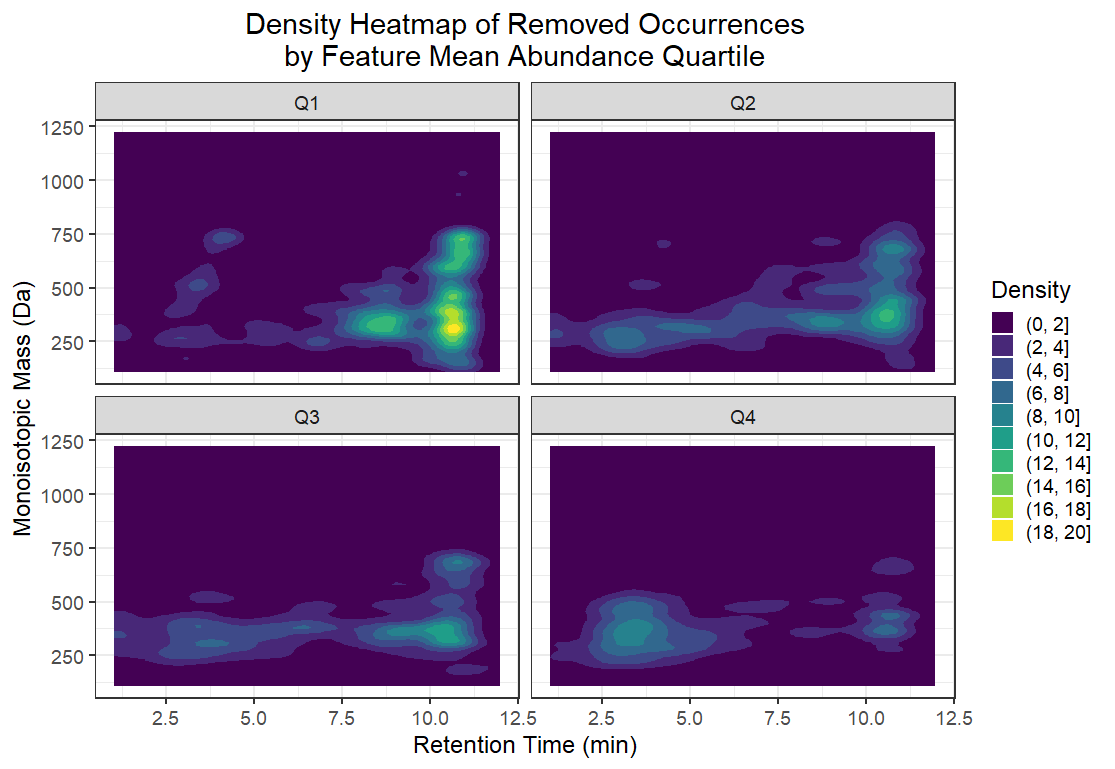 Density Heatmap of Removed Occurrences
by Feature Mean Abundance Quartile
Q1
Q2
1250
1000
750
500
250
Q3
Q4
1250
1000
750
500
250
2.5 5.0 7.5 10.0 12.5
2.5 5.0 7.5 10.0 12.5
Retention Time (min)
Monoisotopic Mass (Da)
Density
(0, 2]
(2, 4]
(4, 6]
(6, 8]
(8, 10]
(10, 12]
(12, 14]
(14, 16]
(16, 18]
(18, 20]